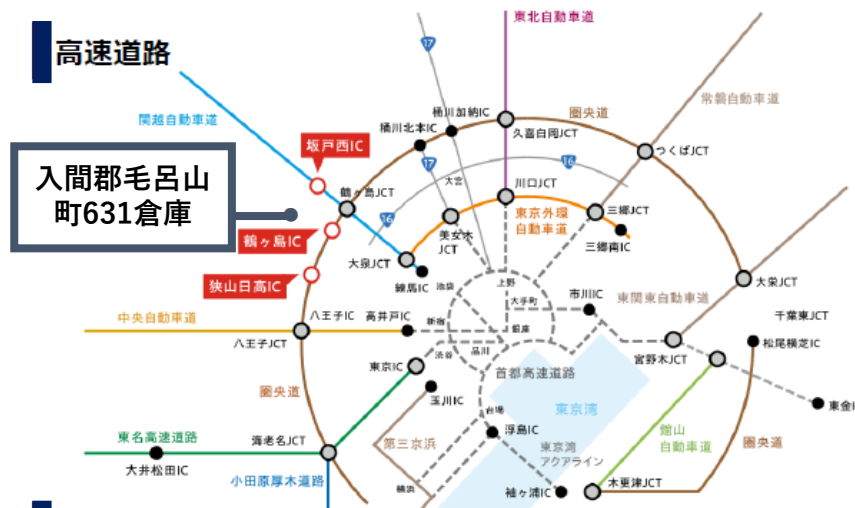 高速道路
東北自動車道
17
関越自動車道
桶川加納IC
圏央道
常磐自動車道
桶川北本IC
久喜白岡JCT
坂戸西IC
つくばJCT
17
16
入間郡毛呂山
町631倉庫
大宮
川口JCT
鶴ヶ島JCT
16
東京外環
自動車道
三郷JCT
美女木
JCT
三郷南IC
鶴ヶ島IC
大泉JCT
練馬IC
上野
狭山日高IC
池袋
大手町
市川IC
東関東自動車道
大栄JCT
中央自動車道
八王子IC
高井戸IC
新宿
銀座
千葉東JCT
八王子JCT
渋谷
品川
宮野木JCT
松尾横芝IC
東京IC
首都高速道路
圏央道
玉川IC
東京湾
東金I
台場
東名高速道路
海老名JCT
第三京浜
浮島IC
館山
自動車道
圏央道
東京湾
アクアライン
大井松田IC
小田原厚木道路
横浜
袖ヶ浦IC
木更津JCT